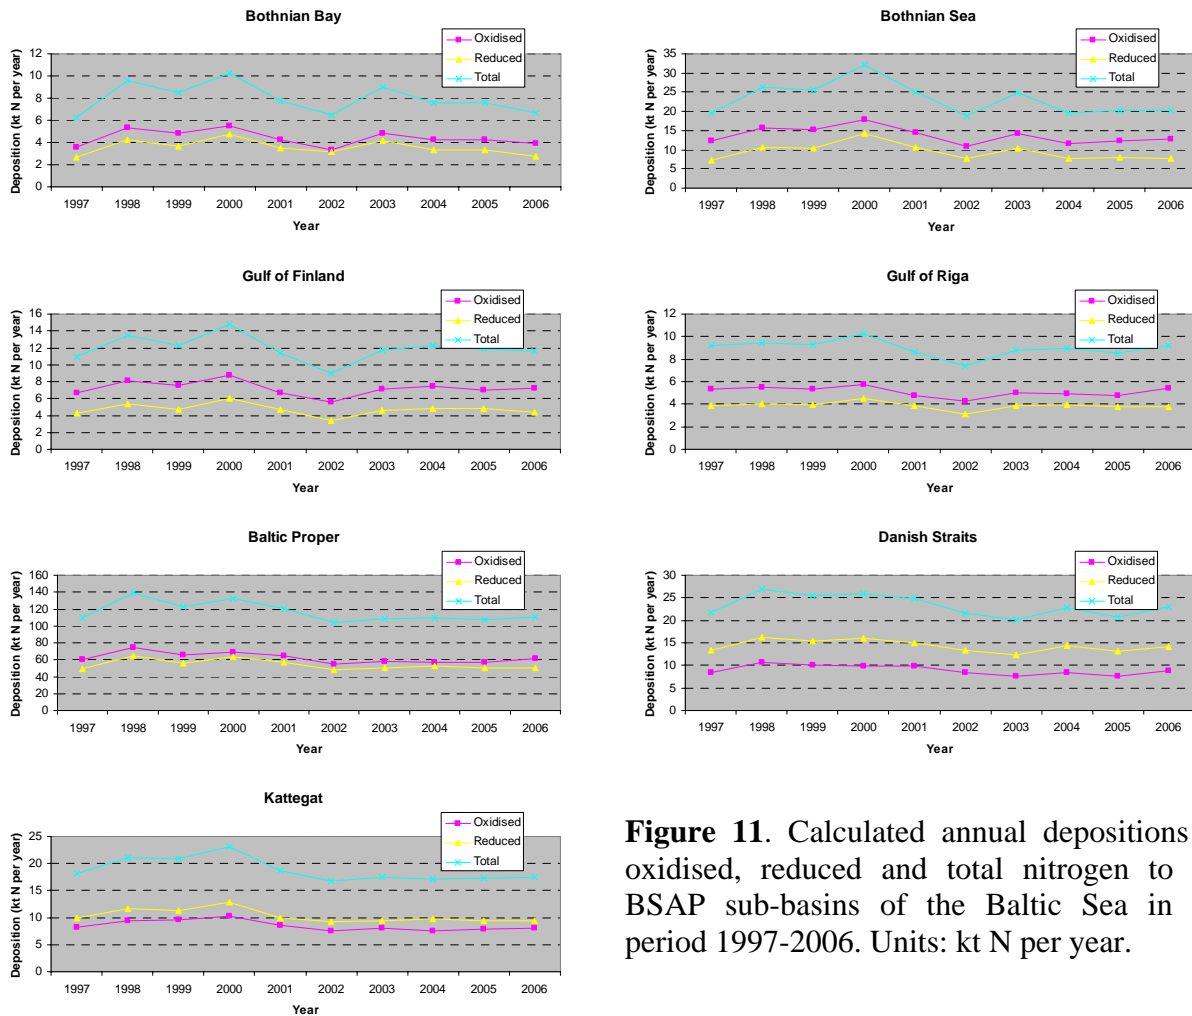 Bothnian Bay
Deposition (kt N per year)
12
10
8
6
4
2
0
Oxidised
Reduced
Total
1997 1998 1999 2000 2001 2002 2003 2004 2005 2006
Year
Bothnian Sea
Deposition (kt N per year)
35
30
25
20
15
10
5
0
Oxidised
Reduced
Total
1997 1998 1999 2000 2001 2002 2003 2004 2005 2006
Year
Gulf of Finland
Deposition (kt N per year)
16
14
12
10
8
6
4
2
0
Oxidised
Reduced
Total
1997 1998 1999 2000 2001 2002 2003 2004 2005 2006
Year
Gulf of Riga
Deposition (kt N per year)
12
10
8
6
4
2
0
Oxidised
Reduced
Total
1997 1998 1999 2000 2001 2002 2003 2004 2005 2006
Year
Baltic Proper
Deposition (kt N per year)
160
140
120
100
80
60
40
20
0
Oxidised
Reduced
Total
1997 1998 1999 2000 2001 2002 2003 2004 2005 2006
Year
Danish Straits
Deposition (kt N per year)
30
25
20
15
10
5
0
Oxidised
Reduced
Total
1997 1998 1999 2000 2001 2002 2003 2004 2005 2006
Year
Kattegat
Deposition (kt N per year)
25
20
15
10
5
0
Oxidised
Reduced
Total
1997 1998 1999 2000 2001 2002 2003 2004 2005 2006
Year
Figure 11. Calculated annual depositions
oxidised, reduced and total nitrogen to
BSAP sub-basins of the Baltic Sea in
period 1997-2006. Units: kt N per year.